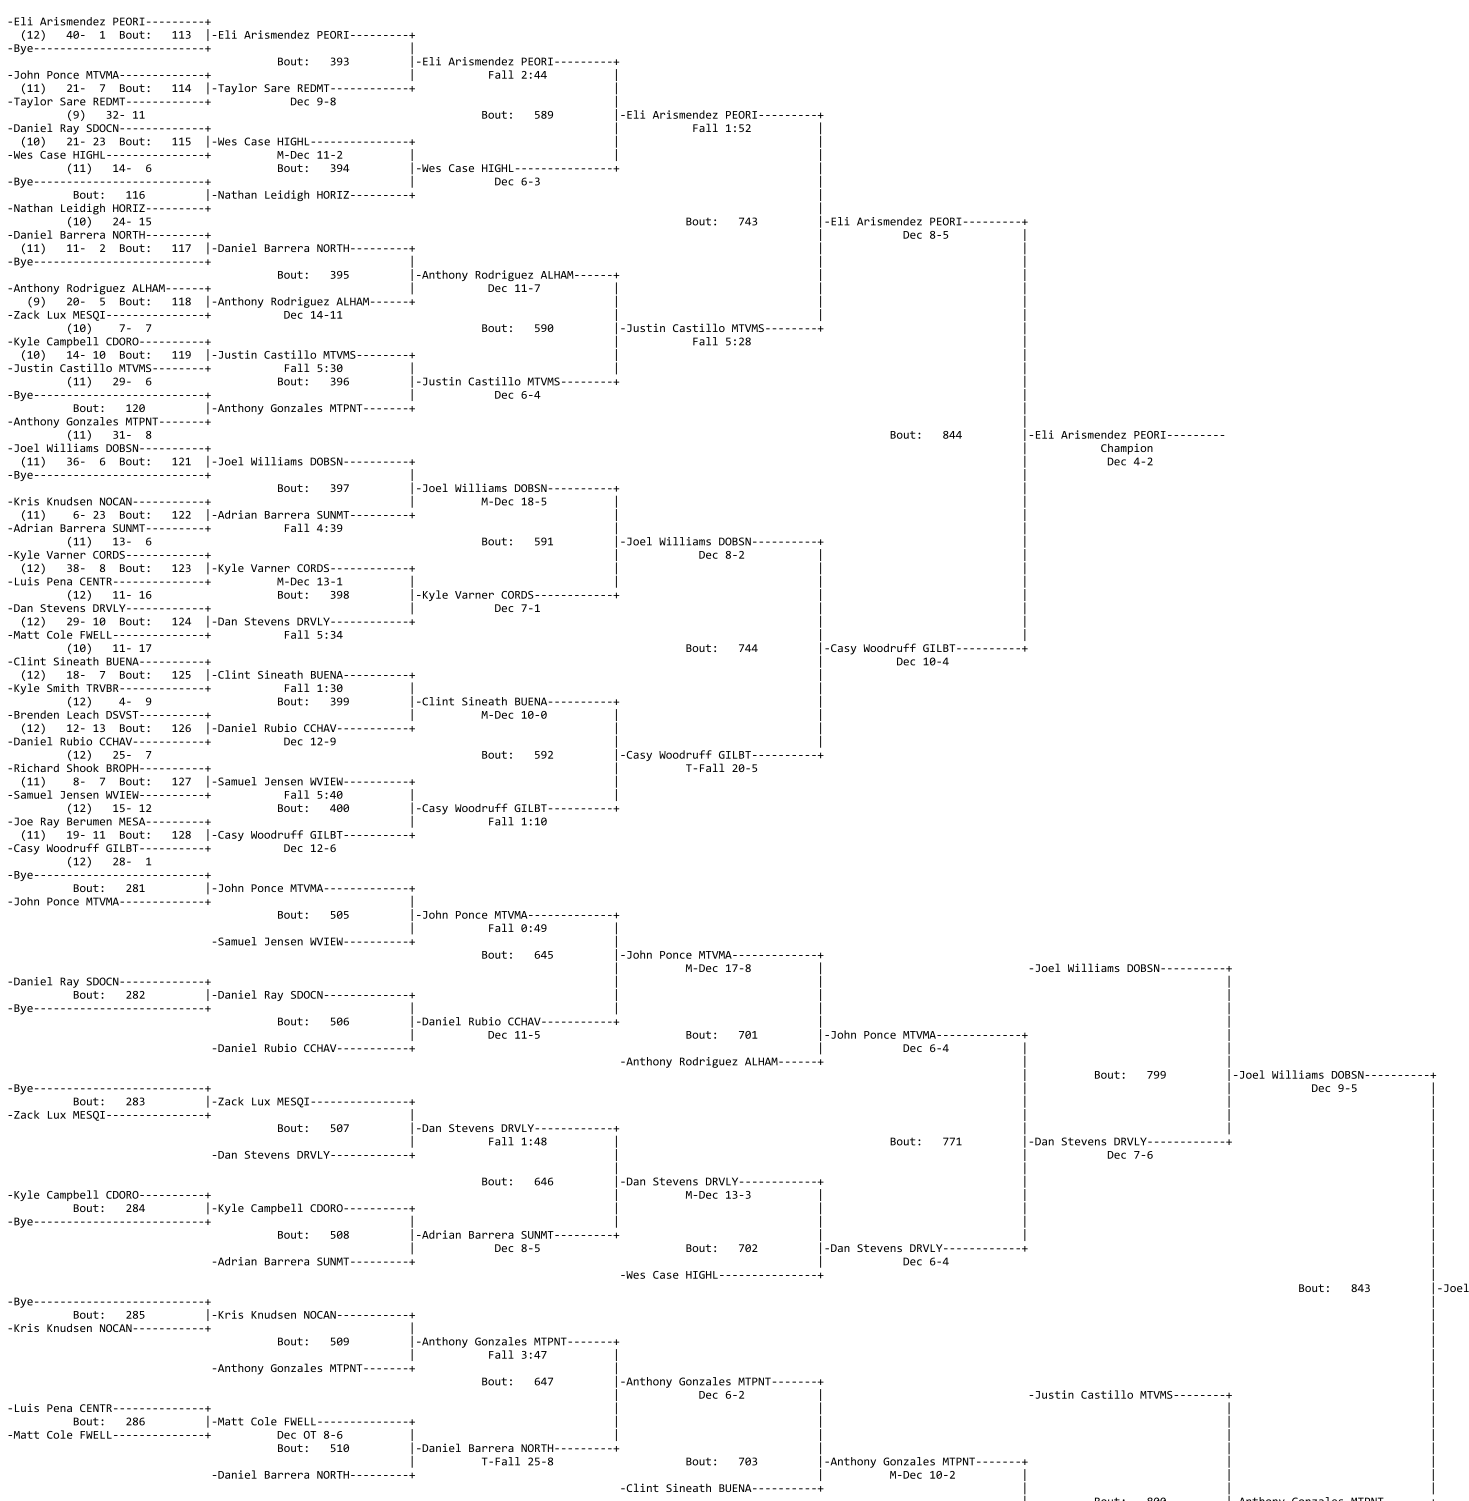 -Eli Arismendez PEORI---------+
(12)   40-  1  Bout:   113  |-Eli Arismendez PEORI---------+
-Bye--------------------------+                              |
Bout:   393          |-Eli Arismendez PEORI---------+
-John Ponce MTVMA-------------+                              |           Fall 2:44          |
(11)   21-  7  Bout:   114  |-Taylor Sare REDMT------------+                              |
-Taylor Sare REDMT------------+           Dec 9-8                                           |
(9)   32- 11                                                   Bout:   589          |-Eli Arismendez PEORI---------+
-Daniel Ray SDOCN-------------+                                                             |           Fall 1:52          |
(10)   21- 23  Bout:   115  |-Wes Case HIGHL---------------+                              |                              |
-Wes Case HIGHL---------------+         M-Dec 11-2           |                              |                              |
(11)   14-  6                   Bout:   394          |-Wes Case HIGHL---------------+                              |
-Bye--------------------------+                              |            Dec 6-3                                          |
Bout:   116         |-Nathan Leidigh HORIZ---------+                                                             |
-Nathan Leidigh HORIZ---------+                                                                                            |
(10)   24- 15                                                                                  Bout:   743          |-Eli Arismendez PEORI---------+
-Daniel Barrera NORTH---------+                                                                                            |            Dec 8-5           |
(11)   11-  2  Bout:   117  |-Daniel Barrera NORTH---------+                                                             |                              |
-Bye--------------------------+                              |                                                             |                              |
Bout:   395          |-Anthony Rodriguez ALHAM------+                              |                              |
-Anthony Rodriguez ALHAM------+                              |           Dec 11-7           |                              |                              |
(9)   20-  5  Bout:   118  |-Anthony Rodriguez ALHAM------+                              |                              |                              |
-Zack Lux MESQI---------------+          Dec 14-11                                          |                              |                              |
(10)    7-  7                                                  Bout:   590          |-Justin Castillo MTVMS--------+                              |
-Kyle Campbell CDORO----------+                                                             |           Fall 5:28                                         |
(10)   14- 10  Bout:   119  |-Justin Castillo MTVMS--------+                              |                                                             |
-Justin Castillo MTVMS--------+          Fall 5:30           |                              |                                                             |
(11)   29-  6                   Bout:   396          |-Justin Castillo MTVMS--------+                                                             |
-Bye--------------------------+                              |            Dec 6-4                                                                         |
Bout:   120         |-Anthony Gonzales MTPNT-------+                                                                                            |
-Anthony Gonzales MTPNT-------+                                                                                                                           |
(11)   31-  8                                                                                                                 Bout:   844          |-Eli Arismendez PEORI---------
-Joel Williams DOBSN----------+                                                                                                                           |           Champion
(11)   36-  6  Bout:   121  |-Joel Williams DOBSN----------+                                                                                            |            Dec 4-2
-Bye--------------------------+                              |                                                                                            |
Bout:   397          |-Joel Williams DOBSN----------+                                                             |
-Kris Knudsen NOCAN-----------+                              |          M-Dec 18-5          |                                                             |
(11)    6- 23  Bout:   122  |-Adrian Barrera SUNMT---------+                              |                                                             |
-Adrian Barrera SUNMT---------+          Fall 4:39                                          |                                                             |
(11)   13-  6                                                  Bout:   591          |-Joel Williams DOBSN----------+                              |
-Kyle Varner CORDS------------+                                                             |            Dec 8-2           |                              |
(12)   38-  8  Bout:   123  |-Kyle Varner CORDS------------+                              |                              |                              |
-Luis Pena CENTR--------------+         M-Dec 13-1           |                              |                              |                              |
(12)   11- 16                   Bout:   398          |-Kyle Varner CORDS------------+                              |                              |
-Dan Stevens DRVLY------------+                              |            Dec 7-1                                          |                              |
(12)   29- 10  Bout:   124  |-Dan Stevens DRVLY------------+                                                             |                              |
-Matt Cole FWELL--------------+          Fall 5:34                                                                         |                              |
(10)   11- 17                                                                                  Bout:   744          |-Casy Woodruff GILBT----------+
-Clint Sineath BUENA----------+                                                                                            |           Dec 10-4
(12)   18-  7  Bout:   125  |-Clint Sineath BUENA----------+                                                             |
-Kyle Smith TRVBR-------------+          Fall 1:30           |                                                             |
(12)    4-  9                   Bout:   399          |-Clint Sineath BUENA----------+                              |
-Brenden Leach DSVST----------+                              |          M-Dec 10-0          |                              |
(12)   12- 13  Bout:   126  |-Daniel Rubio CCHAV-----------+                              |                              |
-Daniel Rubio CCHAV-----------+          Dec 12-9                                           |                              |
(12)   25-  7                                                  Bout:   592          |-Casy Woodruff GILBT----------+
-Richard Shook BROPH----------+                                                             |          T-Fall 20-5
(11)    8-  7  Bout:   127  |-Samuel Jensen WVIEW----------+                              |
-Samuel Jensen WVIEW----------+          Fall 5:40           |                              |
(12)   15- 12                   Bout:   400          |-Casy Woodruff GILBT----------+
-Joe Ray Berumen MESA---------+                              |           Fall 1:10
(11)   19- 11  Bout:   128  |-Casy Woodruff GILBT----------+
-Casy Woodruff GILBT----------+          Dec 12-6
(12)   28-  1
-Bye--------------------------+
Bout:   281         |-John Ponce MTVMA-------------+
-John Ponce MTVMA-------------+                              |
Bout:   505          |-John Ponce MTVMA-------------+
|           Fall 0:49          |
-Samuel Jensen WVIEW----------+                              |
Bout:   645          |-John Ponce MTVMA-------------+
|          M-Dec 17-8          |                              -Joel Williams DOBSN----------+
-Daniel Ray SDOCN-------------+                                                             |                              |                                                             |
Bout:   282         |-Daniel Ray SDOCN-------------+                              |                              |                                                             |
-Bye--------------------------+                              |                              |                              |                                                             |
Bout:   506          |-Daniel Rubio CCHAV-----------+                              |                                                             |
|           Dec 11-5                     Bout:   701          |-John Ponce MTVMA-------------+                              |
-Daniel Rubio CCHAV-----------+                                                             |            Dec 6-4           |                              |
-Anthony Rodriguez ALHAM------+                              |                              |
Bout:   799          |-Joel Williams DOBSN----------+
-Bye--------------------------+                                                                                                                           |                              |            Dec 9-5           |
Bout:   283         |-Zack Lux MESQI---------------+                                                                                            |                              |                              |
-Zack Lux MESQI---------------+                              |                                                                                            |                              |                              |
Bout:   507          |-Dan Stevens DRVLY------------+                                                             |                              |                              |
|           Fall 1:48          |                                         Bout:   771          |-Dan Stevens DRVLY------------+                              |
-Dan Stevens DRVLY------------+                              |                                                             |            Dec 7-6                                          |
Bout:   646          |-Dan Stevens DRVLY------------+                              |                                                             |
-Kyle Campbell CDORO----------+                                                             |          M-Dec 13-3          |                              |                                                             |
Bout:   284         |-Kyle Campbell CDORO----------+                              |                              |                              |                                                             |
-Bye--------------------------+                              |                              |                              |                              |                                                             |
Bout:   508          |-Adrian Barrera SUNMT---------+                              |                              |                                                             |
|            Dec 8-5                     Bout:   702          |-Dan Stevens DRVLY------------+                                                             |
-Adrian Barrera SUNMT---------+                                                             |            Dec 6-4                                                                         |
-Wes Case HIGHL---------------+                                                                                            |
Bout:   843          |-Joel
-Bye--------------------------+                                                                                                                                                                                         |
Bout:   285         |-Kris Knudsen NOCAN-----------+                                                                                                                                                          |
-Kris Knudsen NOCAN-----------+                              |                                                                                                                                                          |
Bout:   509          |-Anthony Gonzales MTPNT-------+                                                                                                                           |
|           Fall 3:47          |                                                                                                                           |
-Anthony Gonzales MTPNT-------+                              |                                                                                                                           |
Bout:   647          |-Anthony Gonzales MTPNT-------+                                                                                            |
|            Dec 6-2           |                              -Justin Castillo MTVMS--------+                              |
-Luis Pena CENTR--------------+                                                             |                              |                                                             |                              |
Bout:   286         |-Matt Cole FWELL--------------+                              |                              |                                                             |                              |
-Matt Cole FWELL--------------+         Dec OT 8-6           |                              |                              |                                                             |                              |
Bout:   510          |-Daniel Barrera NORTH---------+                              |                                                             |                              |
|          T-Fall 25-8                   Bout:   703          |-Anthony Gonzales MTPNT-------+                              |                              |
-Daniel Barrera NORTH---------+                                                             |          M-Dec 10-2          |                              |                              |
-Clint Sineath BUENA----------+                              |                              |                              |
Bout:   800          |-Anthony Gonzales MTPNT-------+